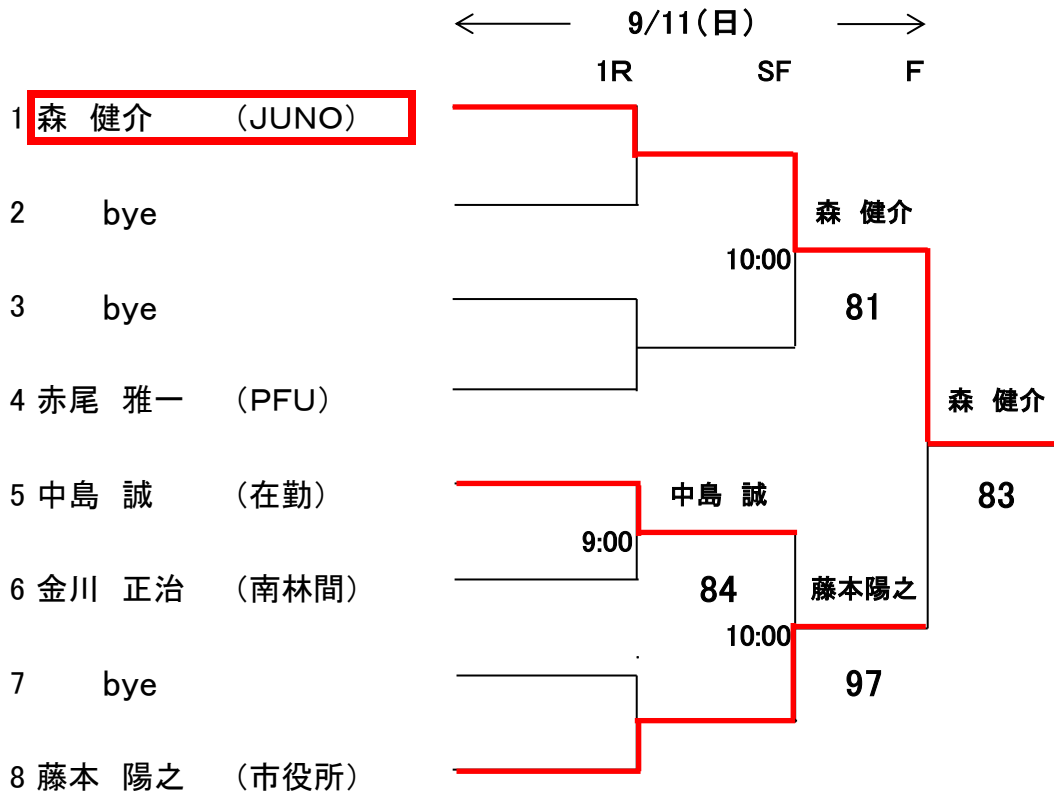 9/11(日)
1R SF F
1 森 健介 (JUNO)
2 bye
森 健介
10:00
3 bye
81
4 赤尾 雅一 (PFU)
森 健介
5 中島 誠 (在勤)
中島 誠
83
9:00
6 金川 正治 (南林間)
84
藤本陽之
10:00
7 bye
97
8 藤本 陽之 (市役所)